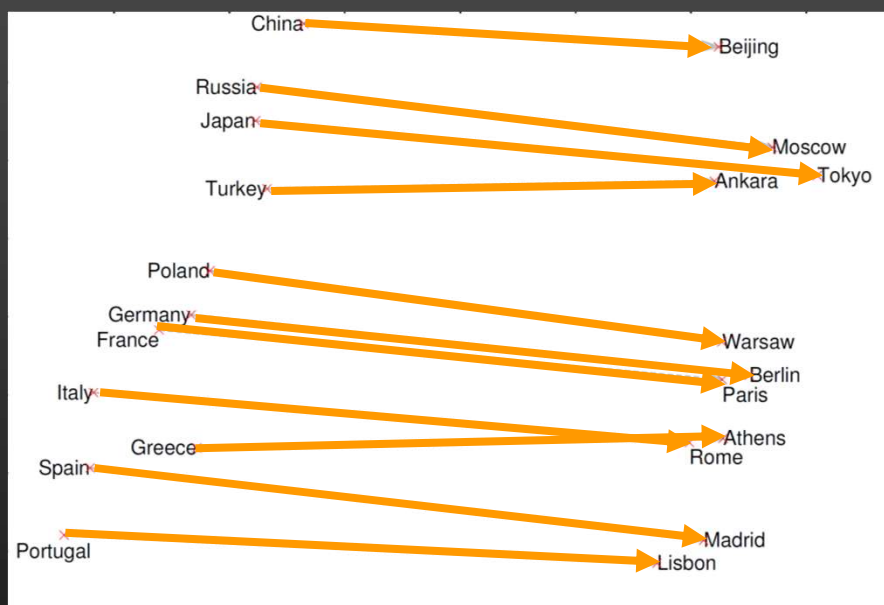 China
Beijing
Russia
Japan
Moscow
Tokyo
Turkey
Ankara
Poland
Germany
France
Warsaw
Berlin
Paris
Italy
Greece
Athens
Rome
Spain
Portugal
Madrid
Lisbon